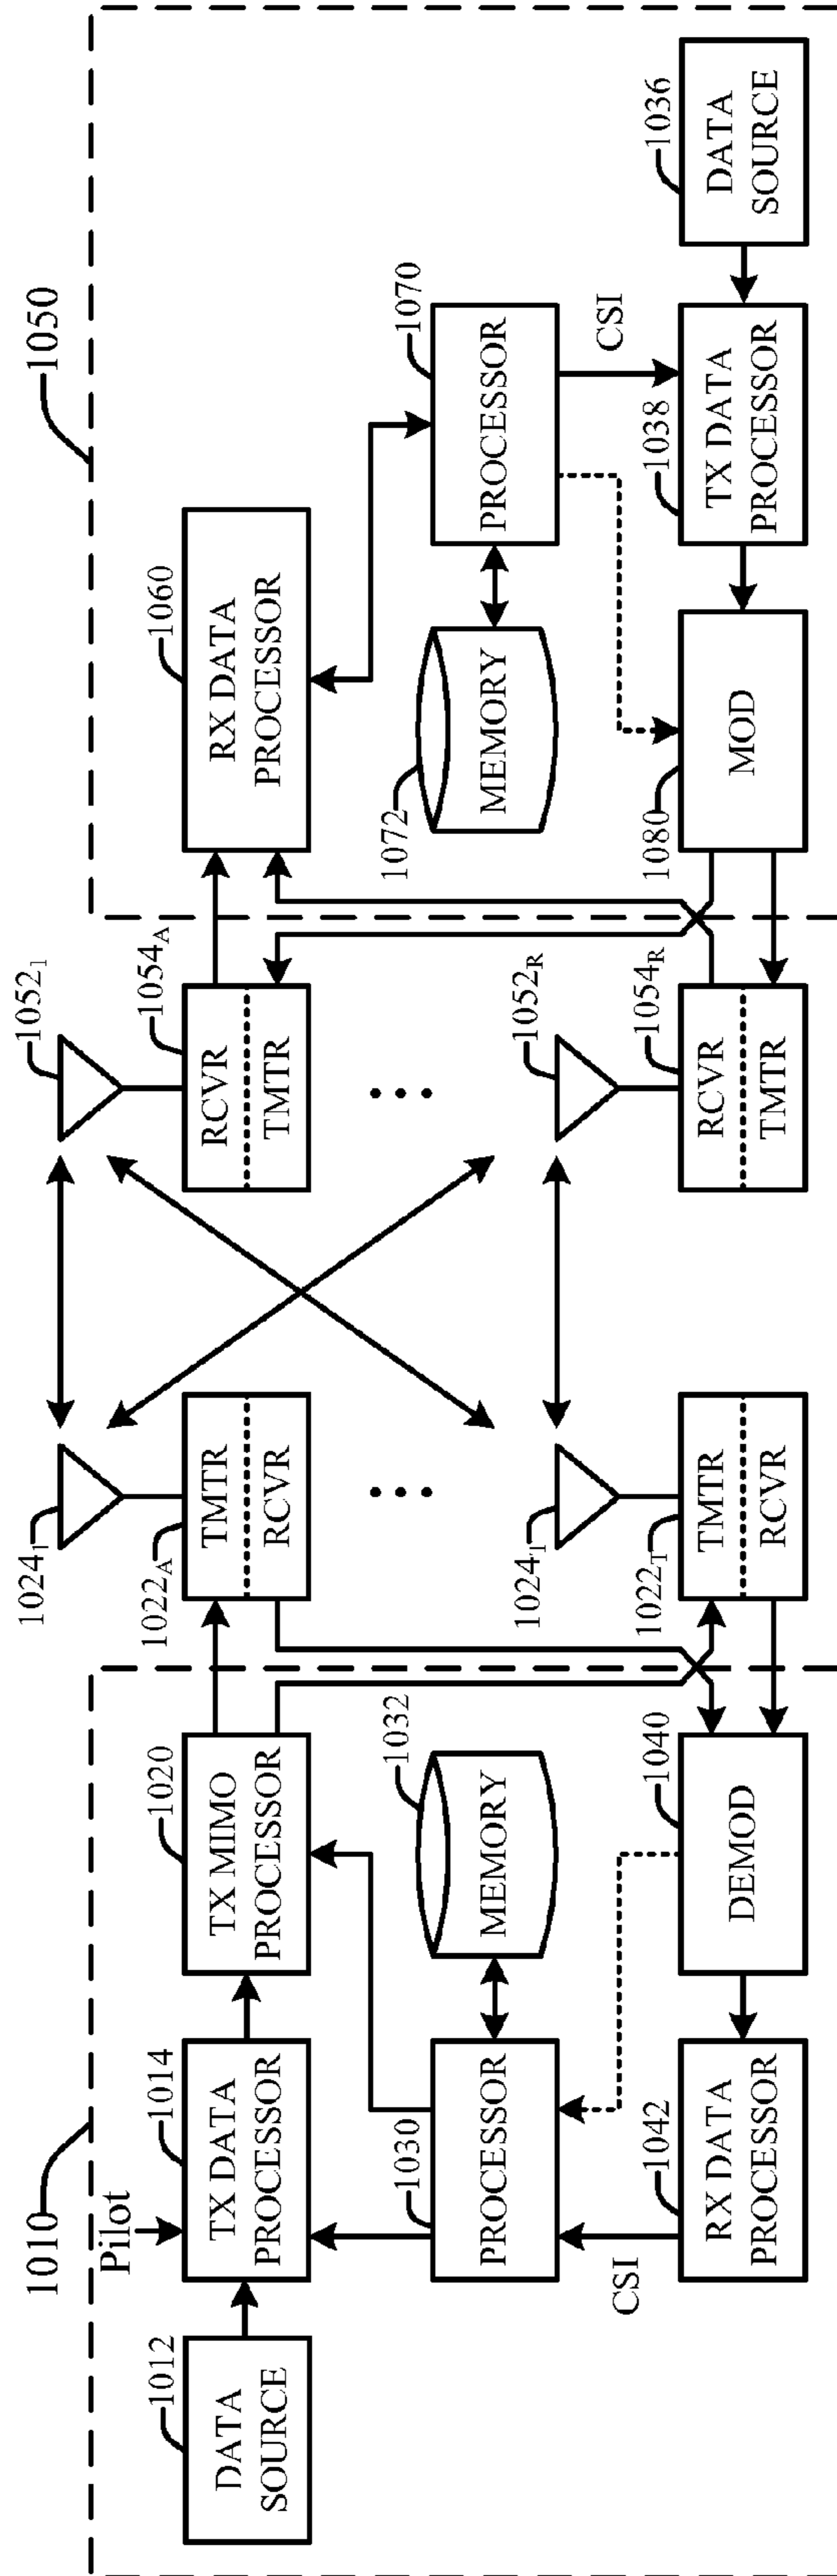 1010
Pilot
1012
DATA
SOURCE
1014
TX DATA
PROCESSOR
1020
TX MIMO
PROCESSOR
1030
PROCESSOR
1032
MEMORY
CSI
1042
RX DATA
PROCESSOR
1040
DEMOD
1024₁
1022A
TMTR
RCVR
...
1024₁
1022T
TMTR
RCVR
1052₁
1054A
RCVR
TMTR
...
1052R
1054R
RCVR
TMTR
1050
1060
RX DATA
PROCESSOR
1070
PROCESSOR
1072
MEMORY
CSI
1080
MOD
1038
TX DATA
PROCESSOR
1036
DATA
SOURCE